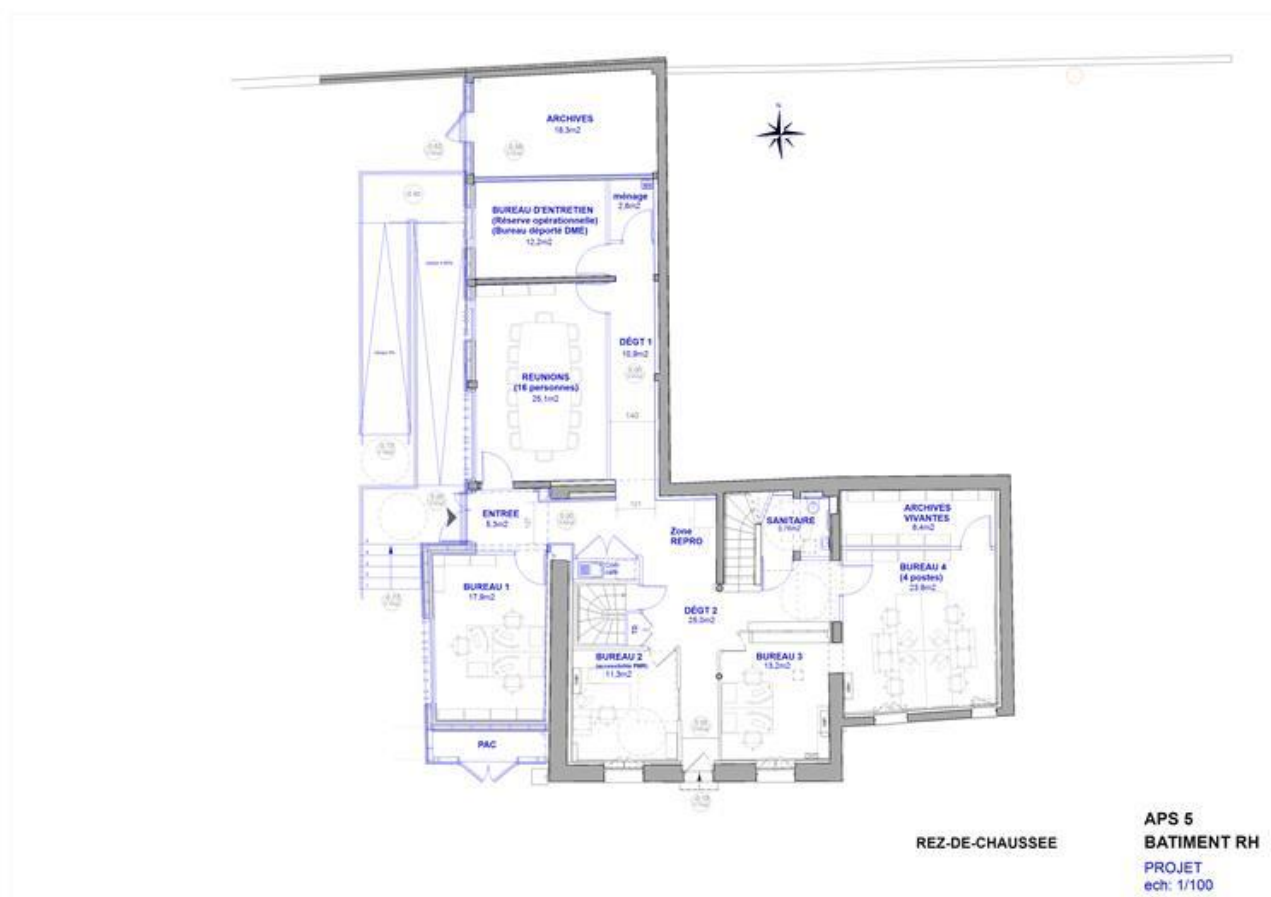 N
ARCHIVES
18,3m2
BUREAU D'ENTRETIEN
(Réserve opérationnelle)
(Bureau déporté DME)
12,2m2
ménage
2,8m2
DÉGT 1
10,9m2
REUNIONS
(16 personnes)
25,1m2
140
ENTREE
5,3m2
Zone
REPRO
SANITAIRE
ARCHIVES
VIVANTES
8,4m2
BUREAU 4
(4 postes)
23,8m2
BUREAU 1
17,9m2
DÉGT 2
25,0m2
BUREAU 2
(accessibilité PMR)
11,3m2
BUREAU 3
13,2m2
PAC
REZ-DE-CHAUSSEE
APS 5
BATIMENT RH
PROJET
ech: 1/100